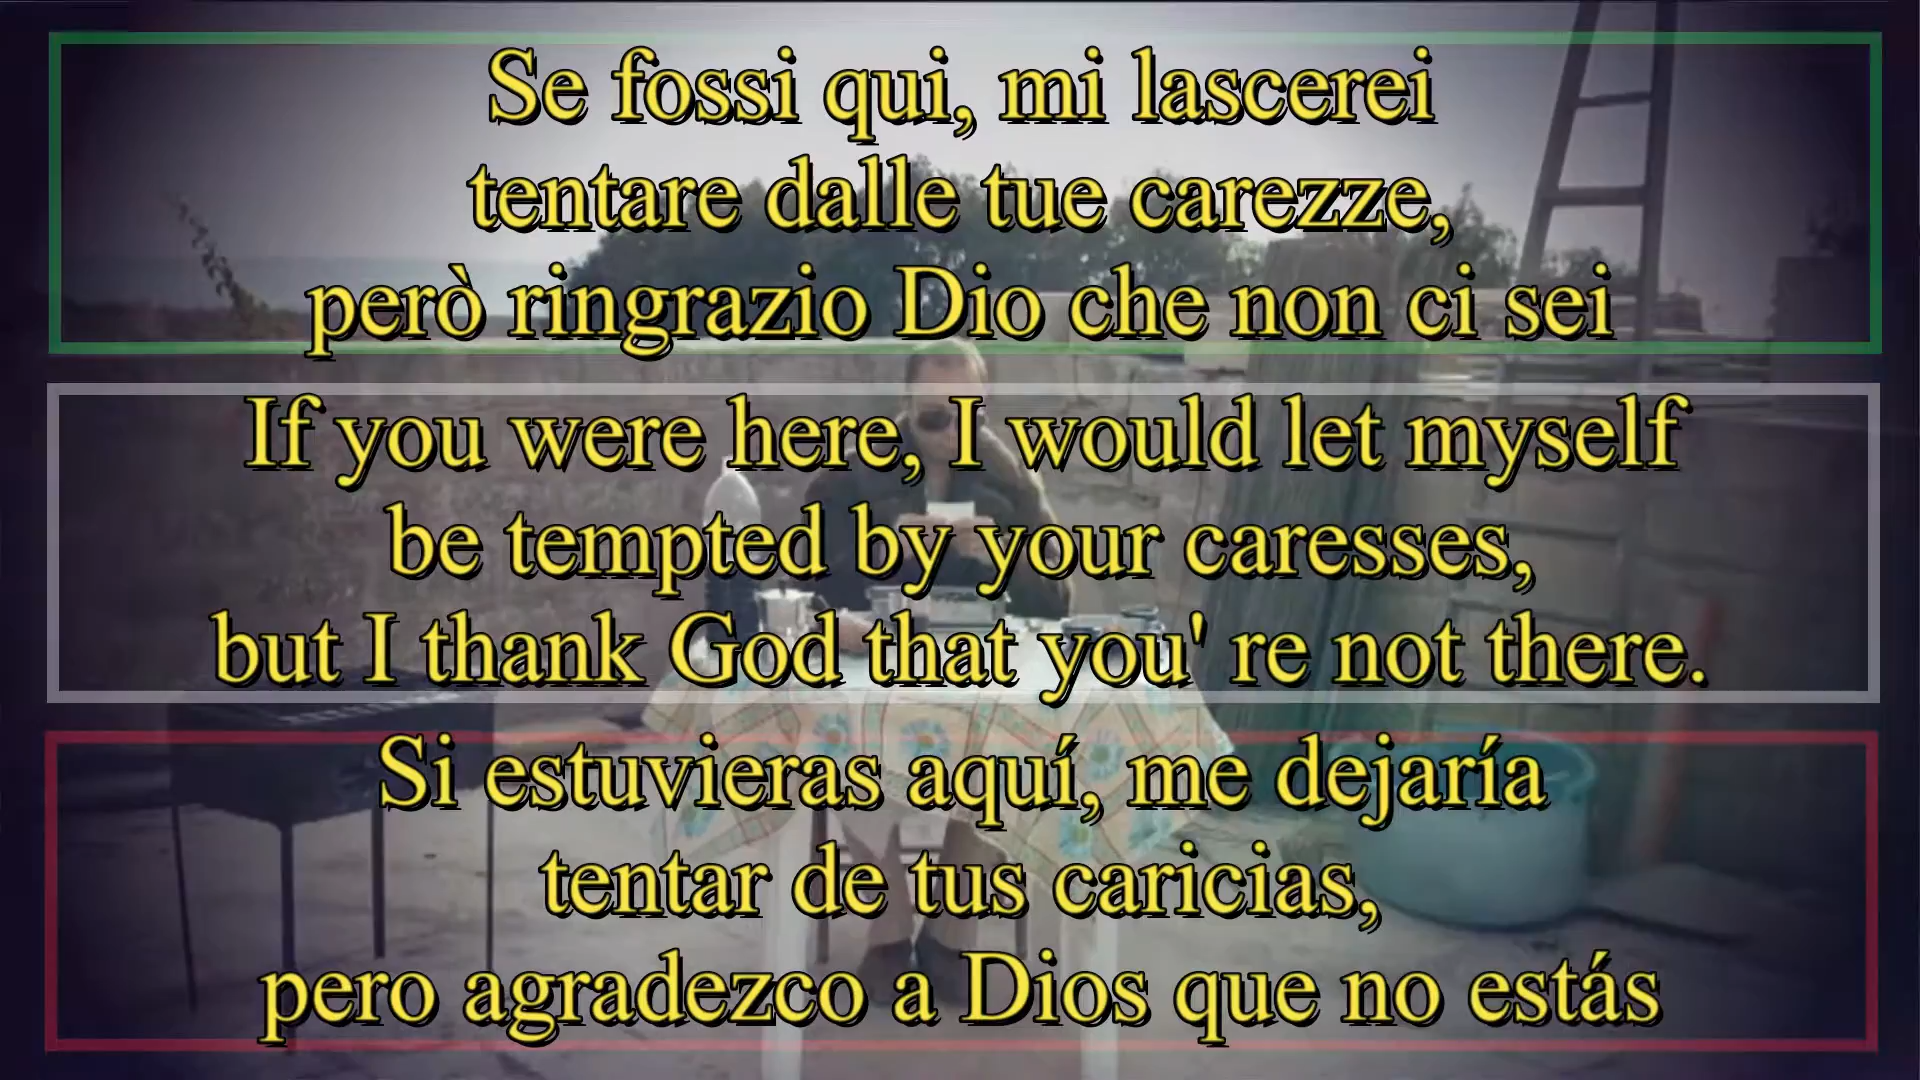 Se fossi qui, mi lascerei
tentare dalle tue carezze,
però ringrazio Dio che non ci sei
If you were here, I would let myself
be tempted by your caresses,
but I thank God that you' re not there.
Si estuvieras aquí, me dejaría
tentar de tus caricias,
pero agradezco a Dios que no estás